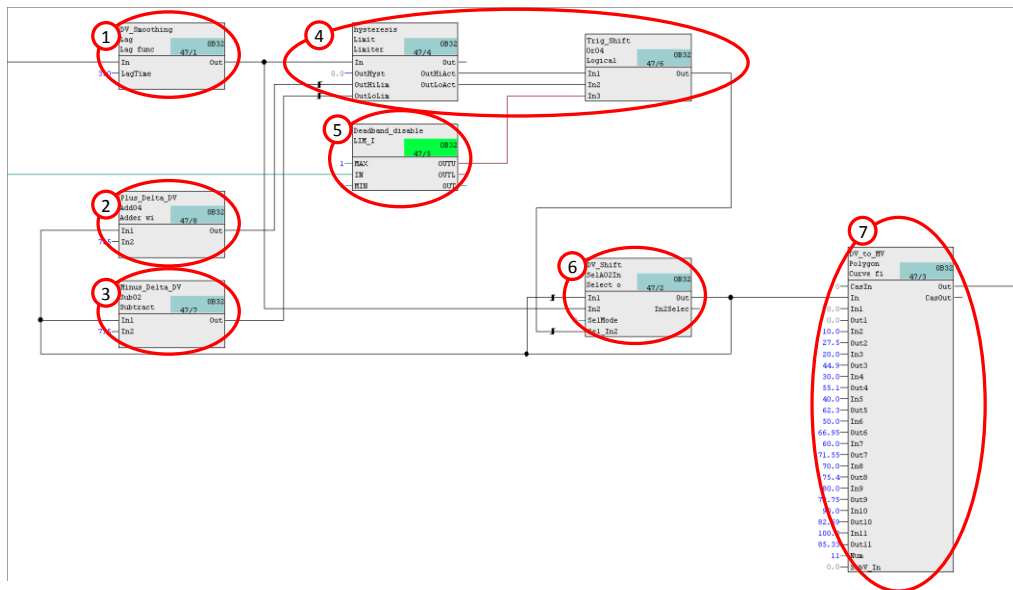 1
DV_Smoothing
Lag
Lag func
OB32
47/1
In
Out
LagTime
4
hysteresis
Limit
Limiter
OB32
47/4
In
Out
0.0
OutHyst
OutHiAct
OutHiLim
OutLoAct
OutLoLim
Trig_Shift
Or04
Logical
OB32
47/6
In1
Out
In2
In3
5
Deadband_disable
LIM_I
OB32
47/5
1
MAX
OUTU
IN
OUTL
MIN
OUT
2
Plus_Delta_DV
Add04
Adder wi
OB32
47/8
In1
Out
In2
3
Minus_Delta_DV
Sub02
Subtract
OB32
47/7
In1
Out
In2
6
DV_Shift
SelA02In
Select o
OB32
47/2
In1
Out
In2
In2Selec
SelMode
Sel_In2
7
DV_to_MV
Polygon
Curve fi
OB32
47/3
CasIn
Out
In
CasOut
0.0
In1
0.0
Out1
10.0
In2
27.5
Out2
20.0
In3
44.9
Out3
30.0
In4
55.1
Out4
40.0
In5
62.3
Out5
50.0
In6
66.95
Out6
60.0
In7
71.55
Out7
70.0
In8
75.4
Out8
80.0
In9
Out9
In10
Out10
In11
85.33
Out11
11
Num
0.0
SubV_In